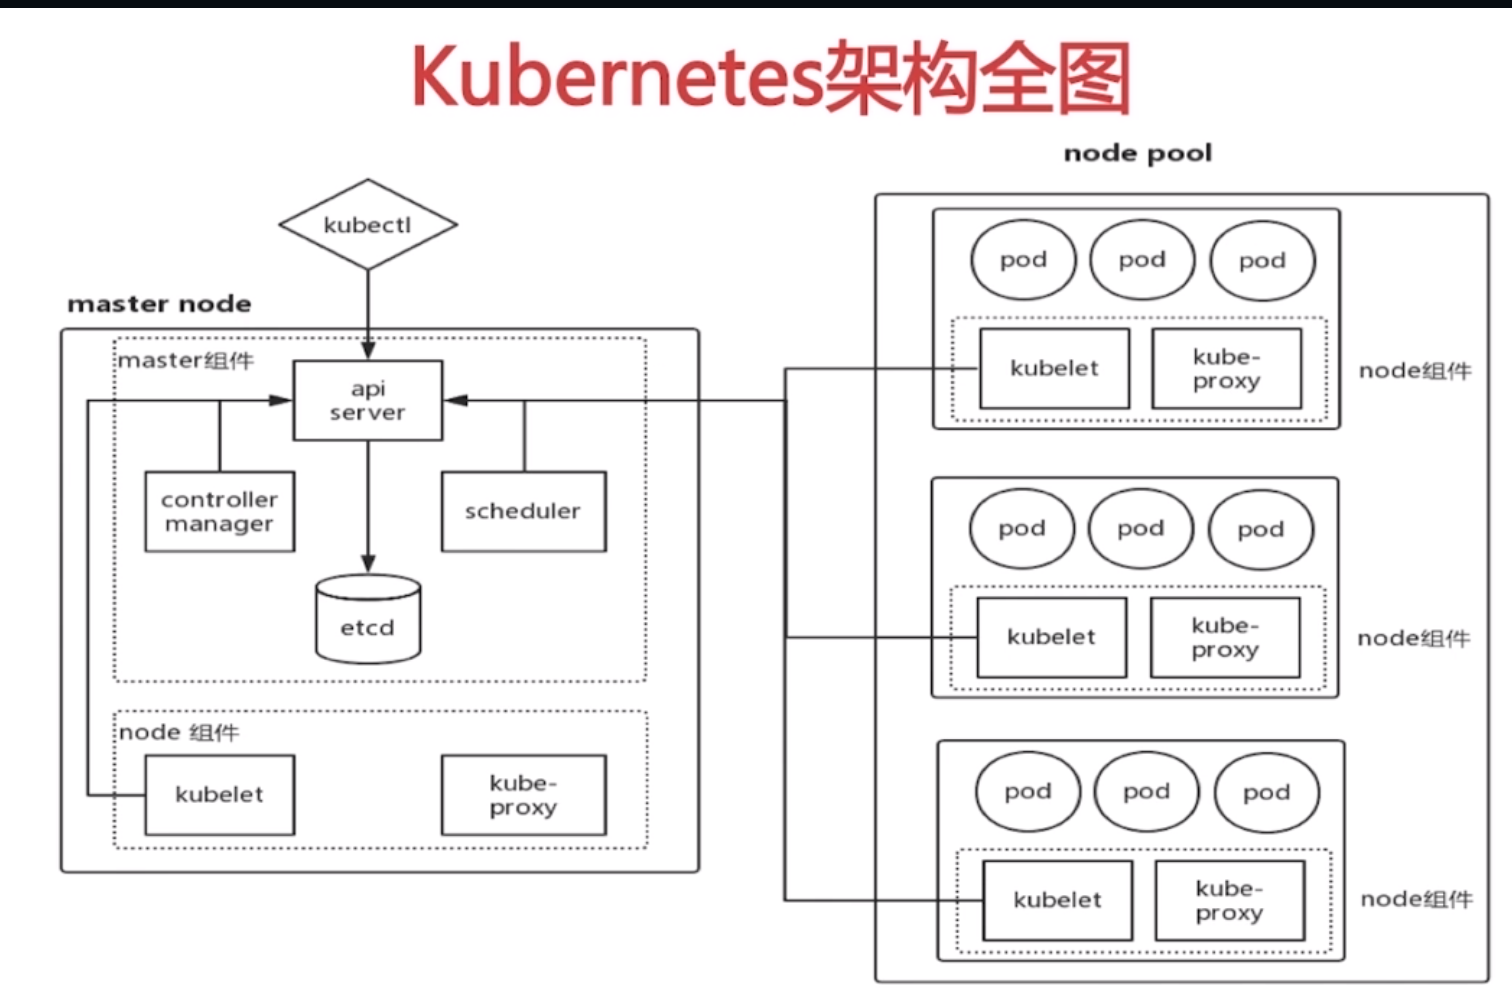 Kubernetes架构全图
node pool
kubectl
master node
master组件
api
server
controller
manager
scheduler
etcd
node 组件
kubelet
kube-
proxy
pod
pod
pod
kubelet
kube-
proxy
node组件
pod
pod
pod
kubelet
kube-
proxy
node组件
pod
pod
pod
kubelet
kube-
proxy
node组件